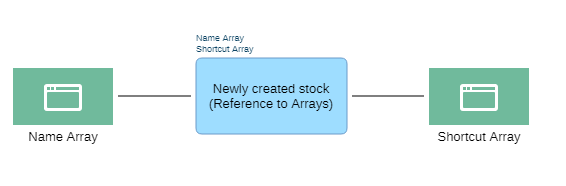 Name Array
Shortcut Array
Newly created stock
(Reference to Arrays)
Name Array
Shortcut Array